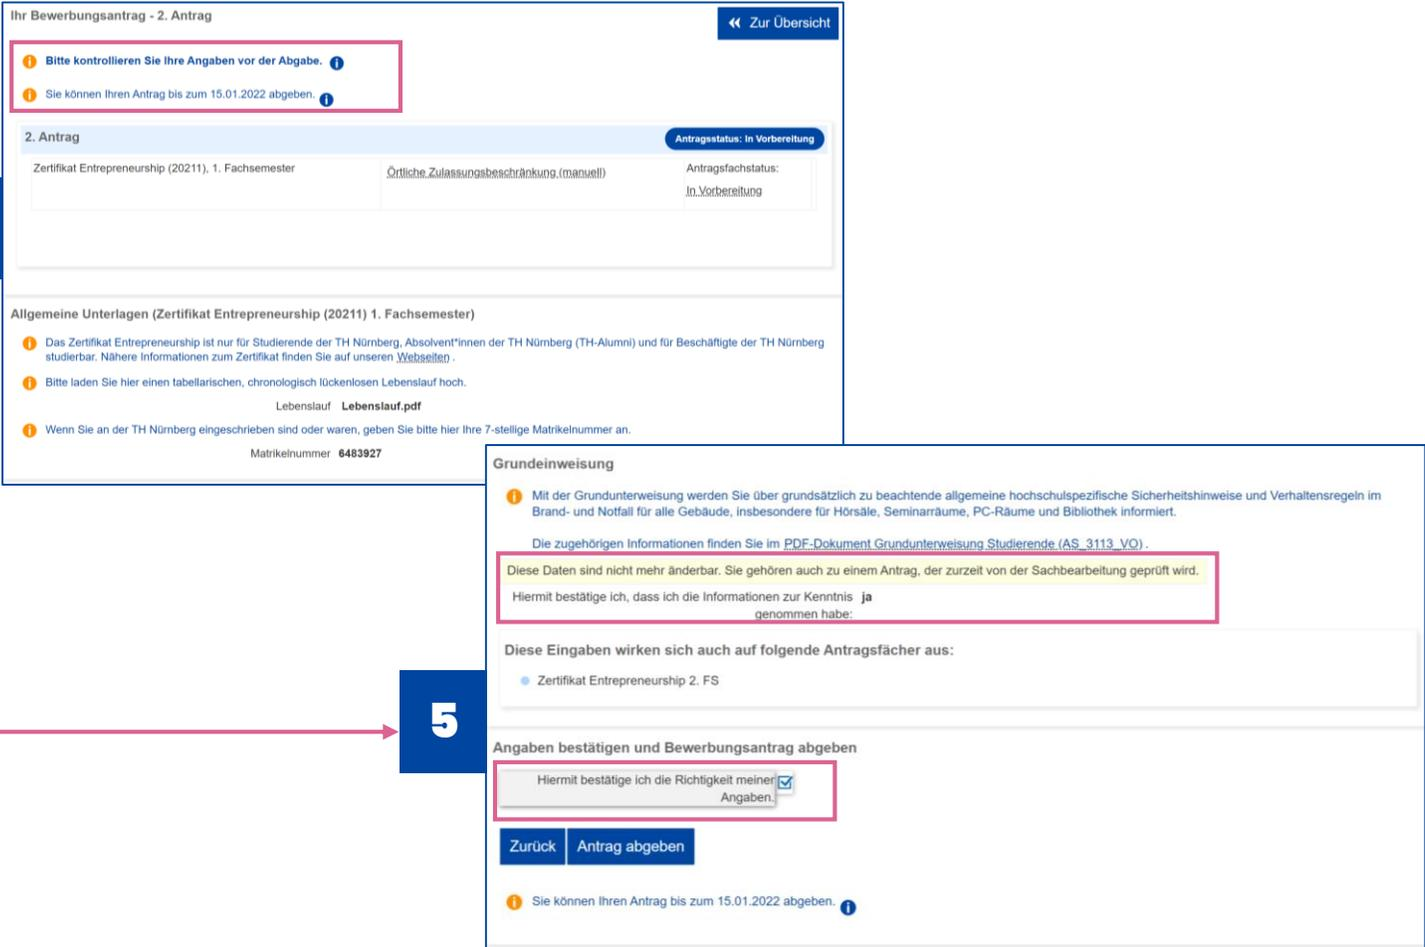 Ihr Bewerbungsantrag - 2. Antrag
Zur Übersicht
Bitte kontrollieren Sie Ihre Angaben vor der Abgabe.
Sie können Ihren Antrag bis zum 15.01.2022 abgeben.
2. Antrag
Antragsstatus: In Vorbereitung
Zertifikat Entrepreneurship (20211), 1. Fachsemester
Örtliche Zulassungsbeschränkung (manuell)
Antragsfachstatus:
In Vorbereitung
Allgemeine Unterlagen (Zertifikat Entrepreneurship (20211) 1. Fachsemester)
Das Zertifikat Entrepreneurship ist nur für Studierende der TH Nürnberg, Absolvent*innen der TH Nürnberg (TH-Alumni) und für Beschäftigte der TH Nürnberg
studierbar. Nähere Informationen zum Zertifikat finden Sie auf unseren Webseiten .
Bitte laden Sie hier einen tabellarischen, chronologisch lückenlosen Lebenslauf hoch.
Lebenslauf Lebenslauf.pdf
Wenn Sie an der TH Nürnberg eingeschrieben sind oder waren, geben Sie bitte hier Ihre 7-stellige Matrikelnummer an.
Matrikelnummer 6483927
Grundeinweisung
Mit der Grundunterweisung werden Sie über grundsätzlich zu beachtende allgemeine hochschulspezifische Sicherheitshinweise und Verhaltensregeln im
Brand- und Notfall für alle Gebäude, insbesondere für Hörsäle, Seminarräume, PC-Räume und Bibliothek informiert.
Die zugehörigen Informationen finden Sie im PDF-Dokument Grundunterweisung Studierende (AS_3113_VO) .
Diese Daten sind nicht mehr änderbar. Sie gehören auch zu einem Antrag, der zurzeit von der Sachbearbeitung geprüft wird.
Hiermit bestätige ich, dass ich die Informationen zur Kenntnis ja
genommen habe:
Diese Eingaben wirken sich auch auf folgende Antragsfächer aus:
Zertifikat Entrepreneurship 2. FS
5
Angaben bestätigen und Bewerbungsantrag abgeben
Hiermit bestätige ich die Richtigkeit meiner
Angaben.
Zurück
Antrag abgeben
Sie können Ihren Antrag bis zum 15.01.2022 abgeben.